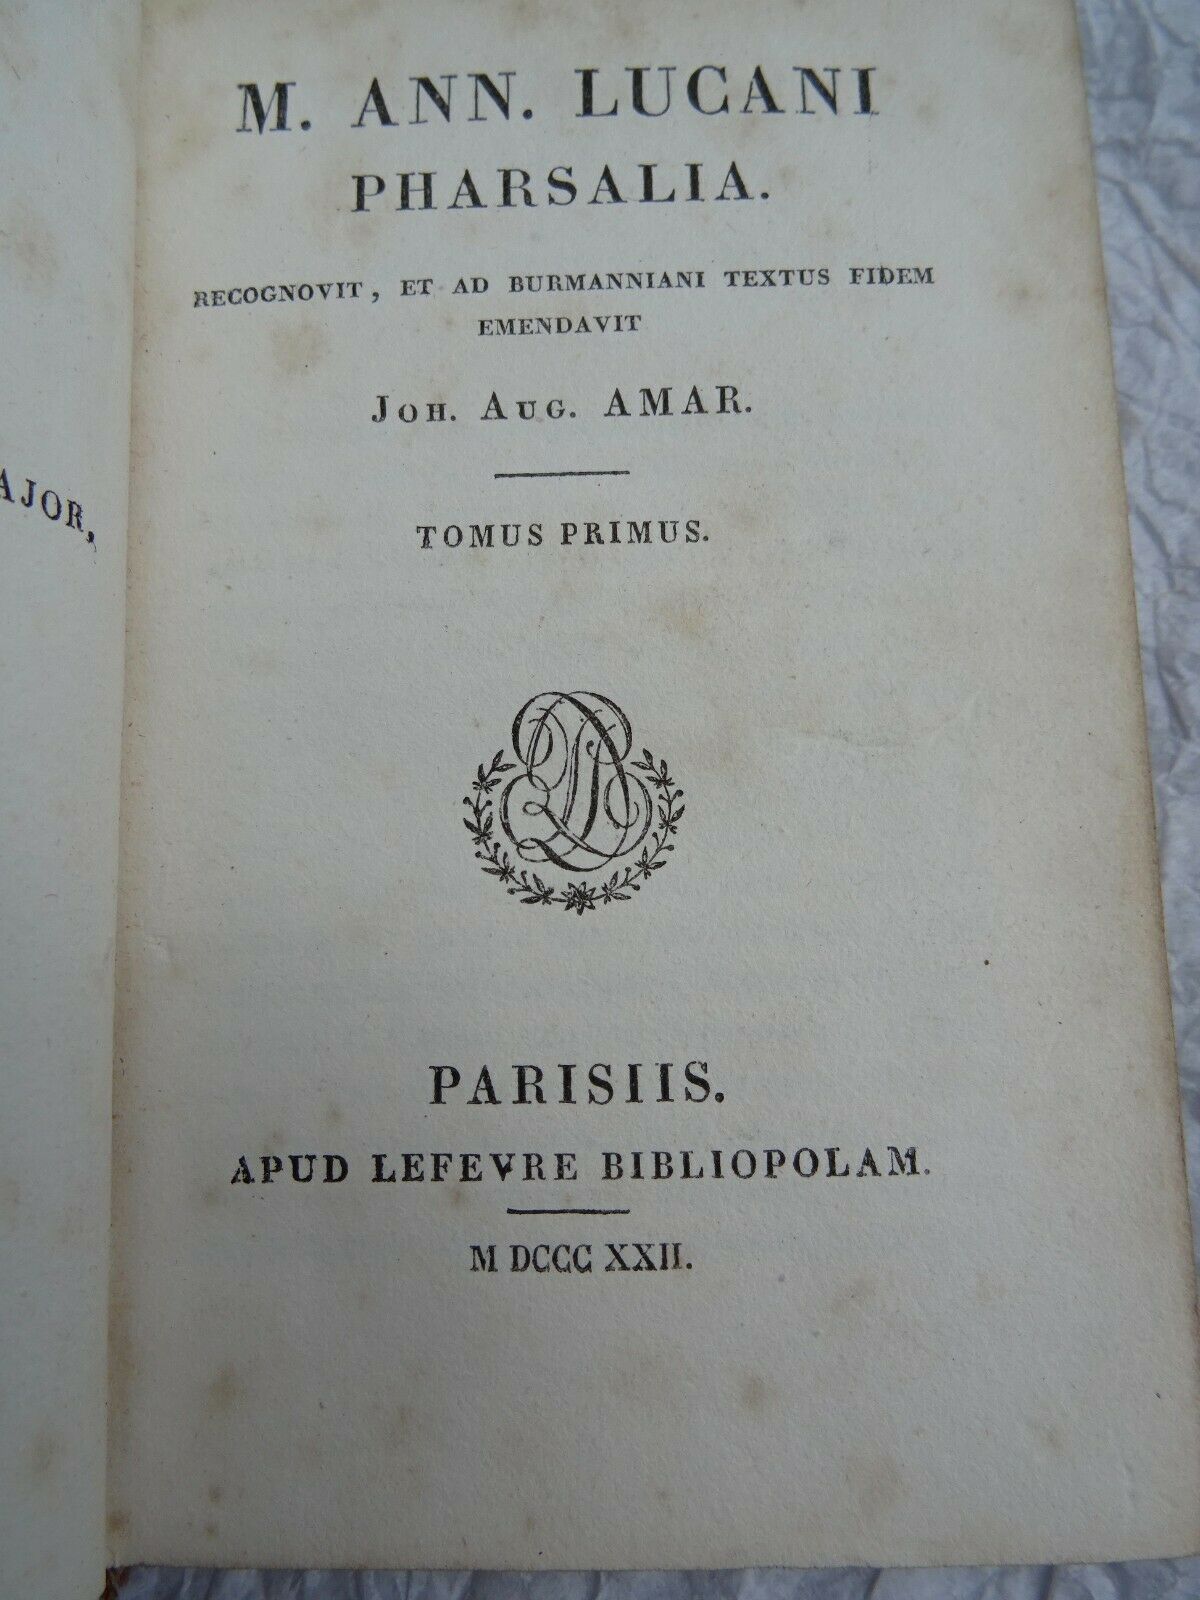 M. ANN. LUCANI
PHARSALIA.
RECOGNOVIT, ET AD BURMANNIANI TEXTUS FIDEM
EMENDAVIT
JOH. AUG. AMAR.
TOMUS PRIMUS.
PARISIIS.
APUD LEFEVRE BIBLIOPOLAM.
M DCCC XXII.